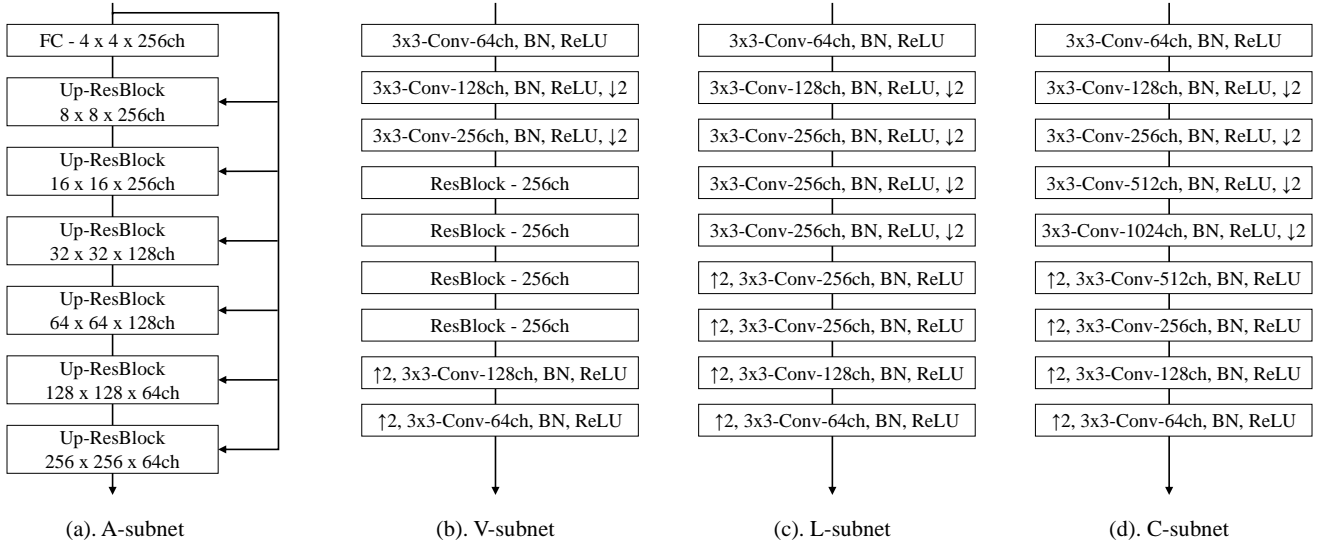 FC - 4 x 4 x 256ch
Up-ResBlock
8 x 8 x 256ch
Up-ResBlock
16 x 16 x 256ch
Up-ResBlock
32 x 32 x 128ch
Up-ResBlock
64 x 64 x 128ch
Up-ResBlock
128 x 128 x 64ch
Up-ResBlock
256 x 256 x 64ch
(a). A-subnet
3x3-Conv-64ch, BN, ReLU
3x3-Conv-128ch, BN, ReLU, ↓2
3x3-Conv-256ch, BN, ReLU, ↓2
ResBlock - 256ch
ResBlock - 256ch
ResBlock - 256ch
ResBlock - 256ch
↑2, 3x3-Conv-128ch, BN, ReLU
↑2, 3x3-Conv-64ch, BN, ReLU
(b). V-subnet
3x3-Conv-64ch, BN, ReLU
3x3-Conv-128ch, BN, ReLU, ↓2
3x3-Conv-256ch, BN, ReLU, ↓2
3x3-Conv-256ch, BN, ReLU, ↓2
3x3-Conv-256ch, BN, ReLU, ↓2
↑2, 3x3-Conv-256ch, BN, ReLU
↑2, 3x3-Conv-256ch, BN, ReLU
↑2, 3x3-Conv-128ch, BN, ReLU
↑2, 3x3-Conv-64ch, BN, ReLU
(c). L-subnet
3x3-Conv-64ch, BN, ReLU
3x3-Conv-128ch, BN, ReLU, ↓2
3x3-Conv-256ch, BN, ReLU, ↓2
3x3-Conv-512ch, BN, ReLU, ↓2
3x3-Conv-1024ch, BN, ReLU, ↓2
↑2, 3x3-Conv-512ch, BN, ReLU
↑2, 3x3-Conv-256ch, BN, ReLU
↑2, 3x3-Conv-128ch, BN, ReLU
↑2, 3x3-Conv-64ch, BN, ReLU
(d). C-subnet